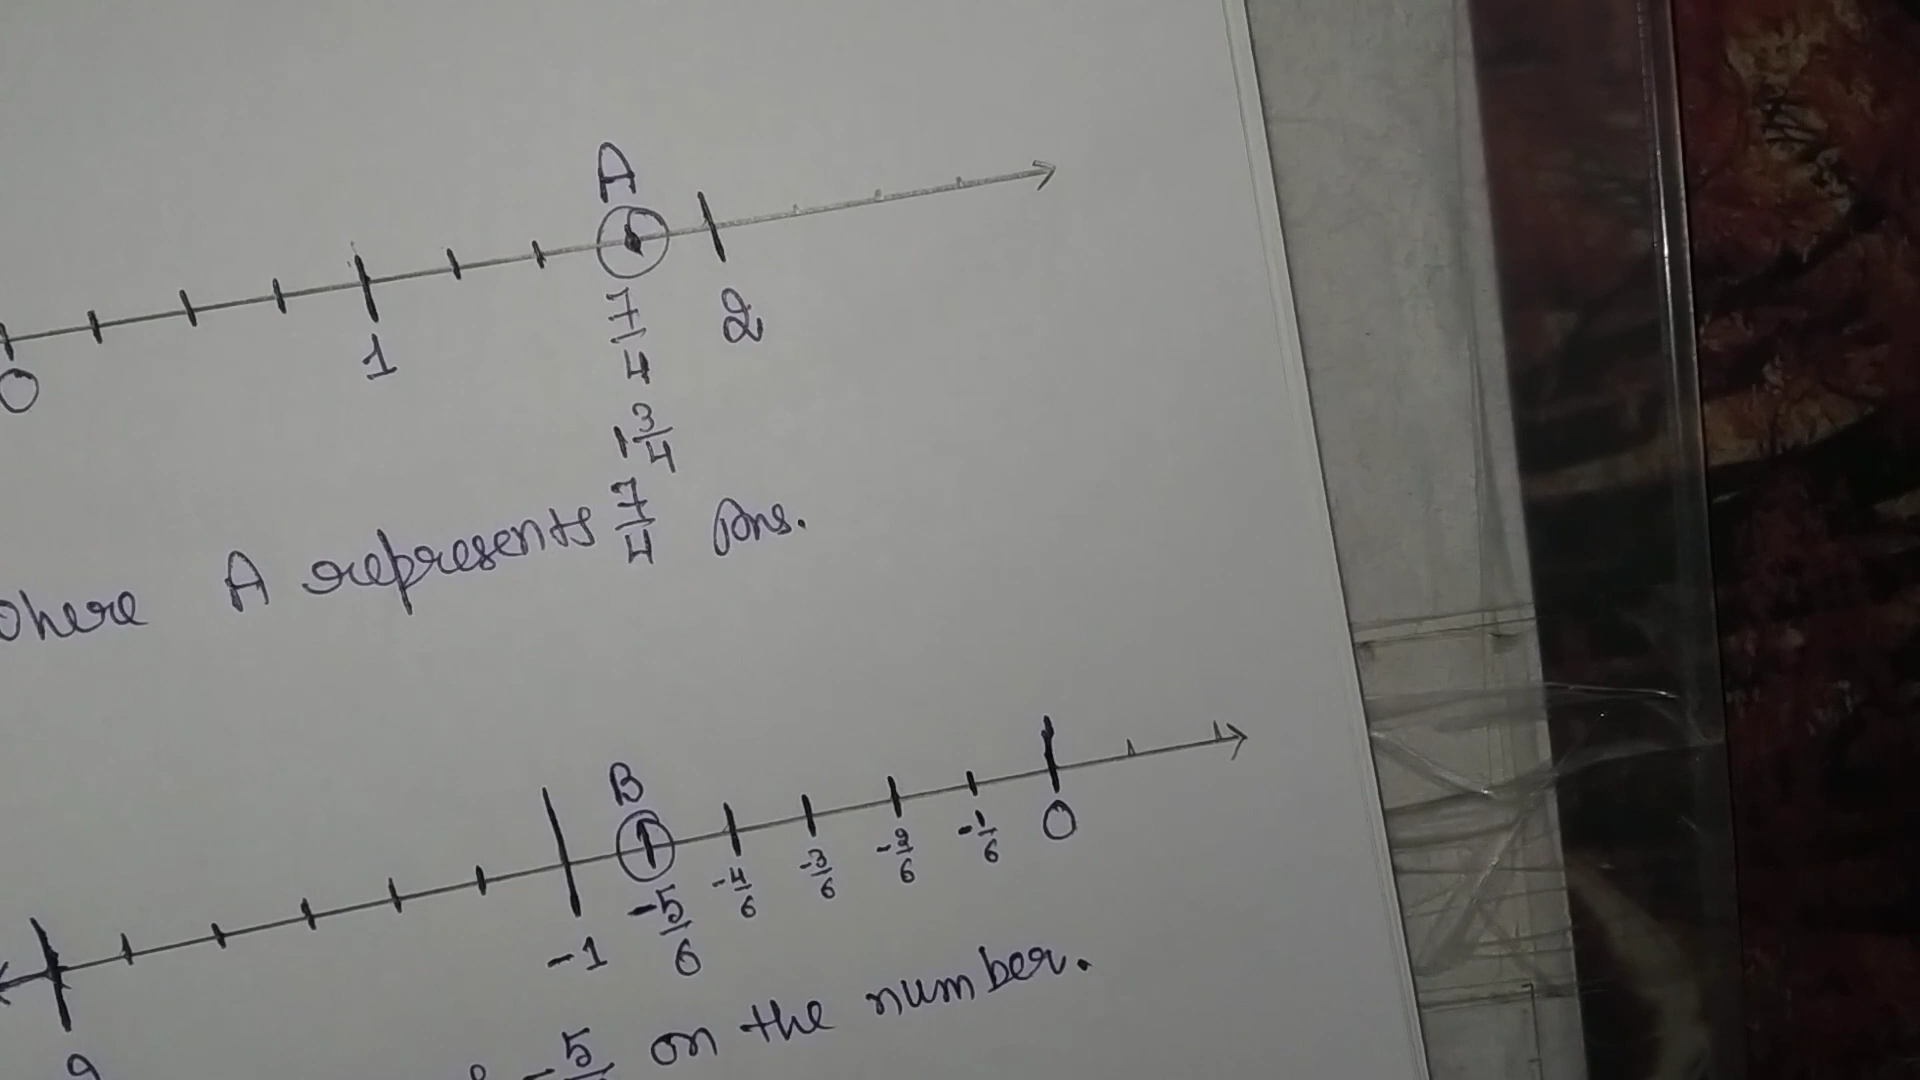 A
0 1 7/4 2
1 3/4
A represents 7/4 Ans.
B
-1 -5/6 -4/6 -3/6 -2/6 -1/6 0
-5 on the number.